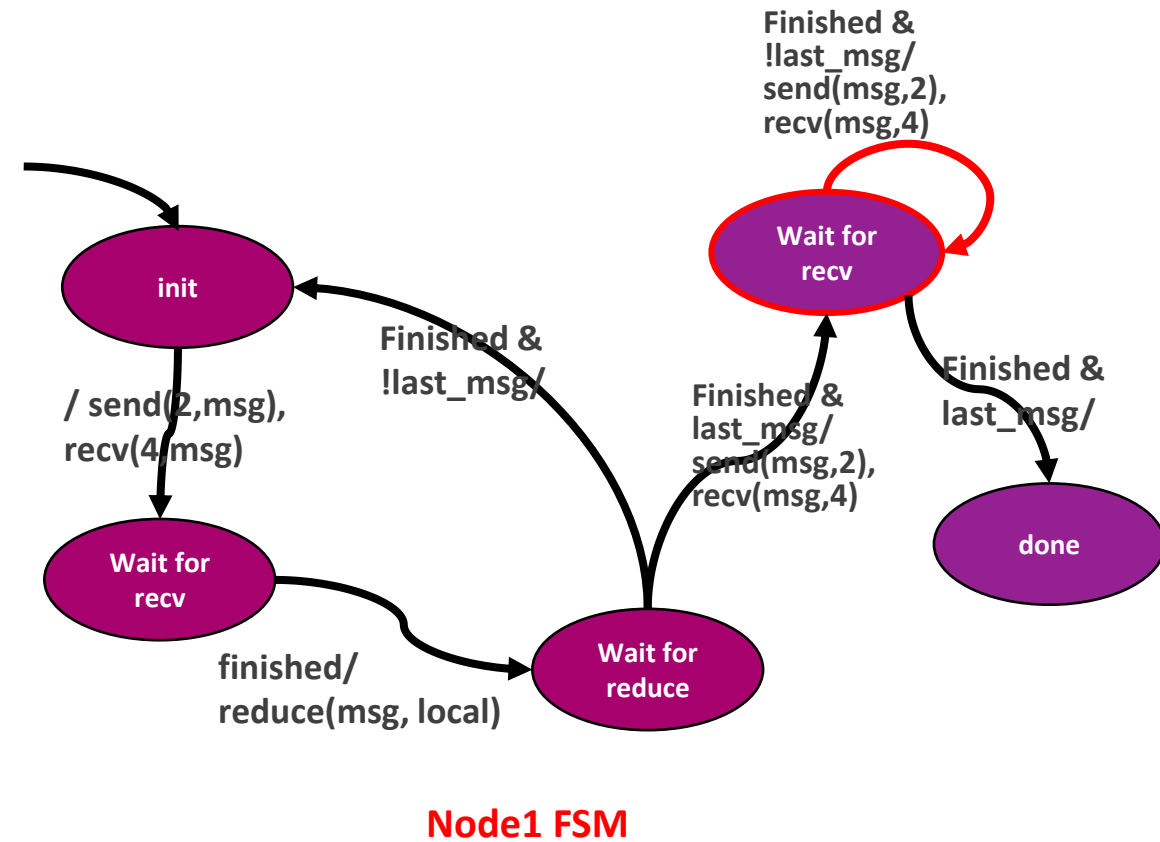 Finished &
!last_msg/
send(msg,2),
recv(msg,4)
Wait for
recv
init
Finished &
!last_msg/
/ send(2,msg),
recv(4,msg)
Finished &
last_msg/
send(msg,2),
recv(msg,4)
Finished &
last_msg/
Wait for
recv
done
finished/
reduce(msg, local)
Wait for
reduce
Node1 FSM